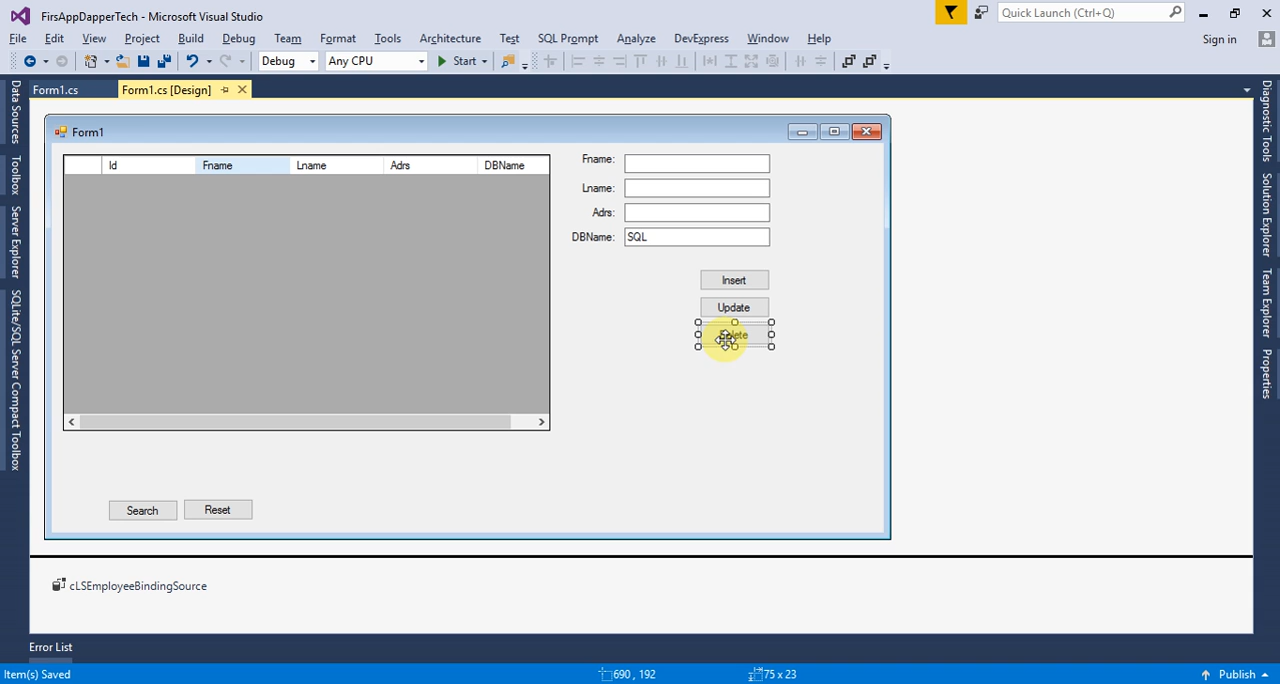 FirsAppDapperTech - Microsoft Visual Studio
Quick Launch (Ctrl+Q)
File Edit View Project Build Debug Team Format Tools Architecture Test SQL Prompt Analyze DevExpress Window Help
Sign in
Debug Any CPU Start
Form1.cs Form1.cs [Design]
Data Sources
Toolbox
Server Explorer
SQLite/SQL Server Compact Toolbox
Form1
Id Fname Lname Adrs DBName
Fname:
Lname:
Adrs:
DBName: SQL
Insert
Update
Delete
Search Reset
cLSEmployeeBindingSource
Diagnostic Tools
Solution Explorer
Team Explorer
Properties
Error List
Item(s) Saved 690 , 192 75 x 23 Publish